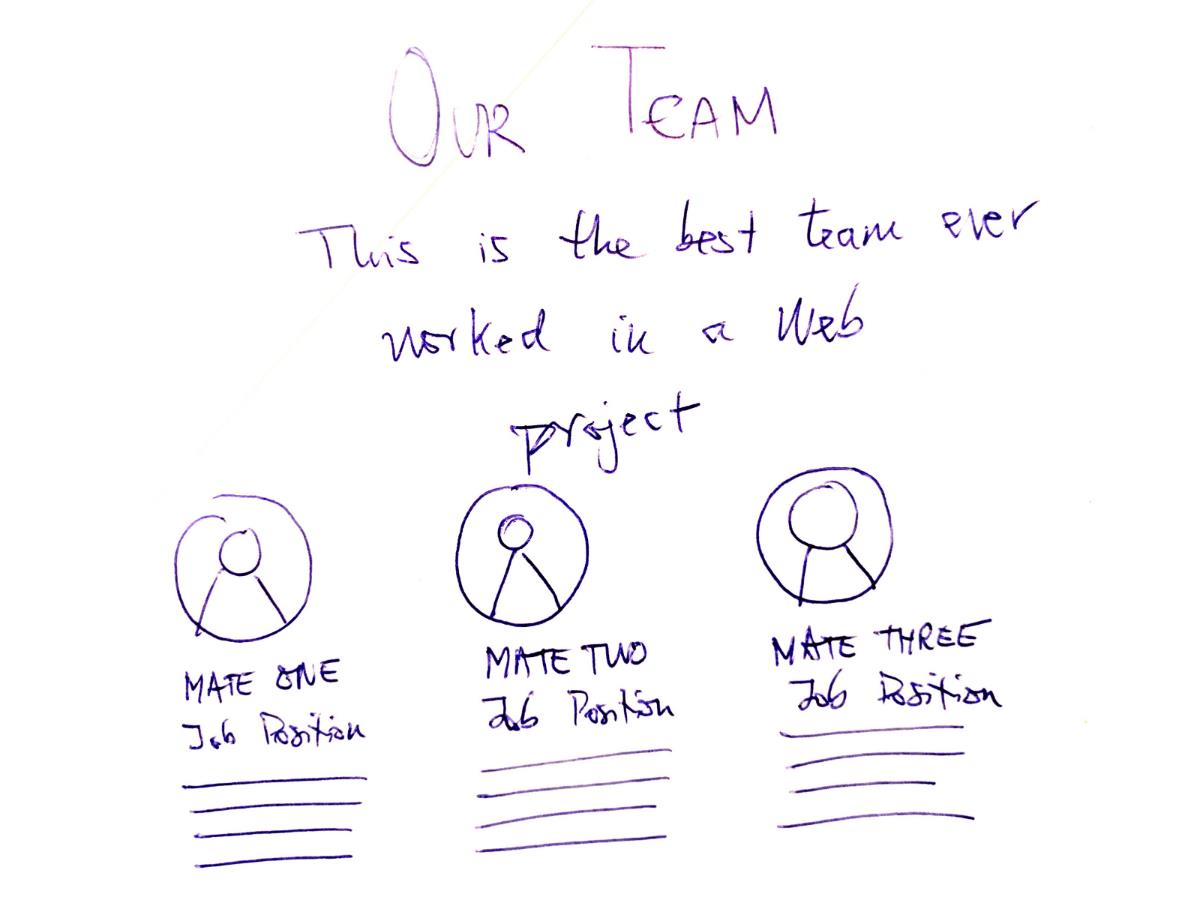 OUR TEAM
This is the best team ever
worked in a Web
project
MATE ONE
Job Position
MATE TWO
Job Position
MATE THREE
Job Position